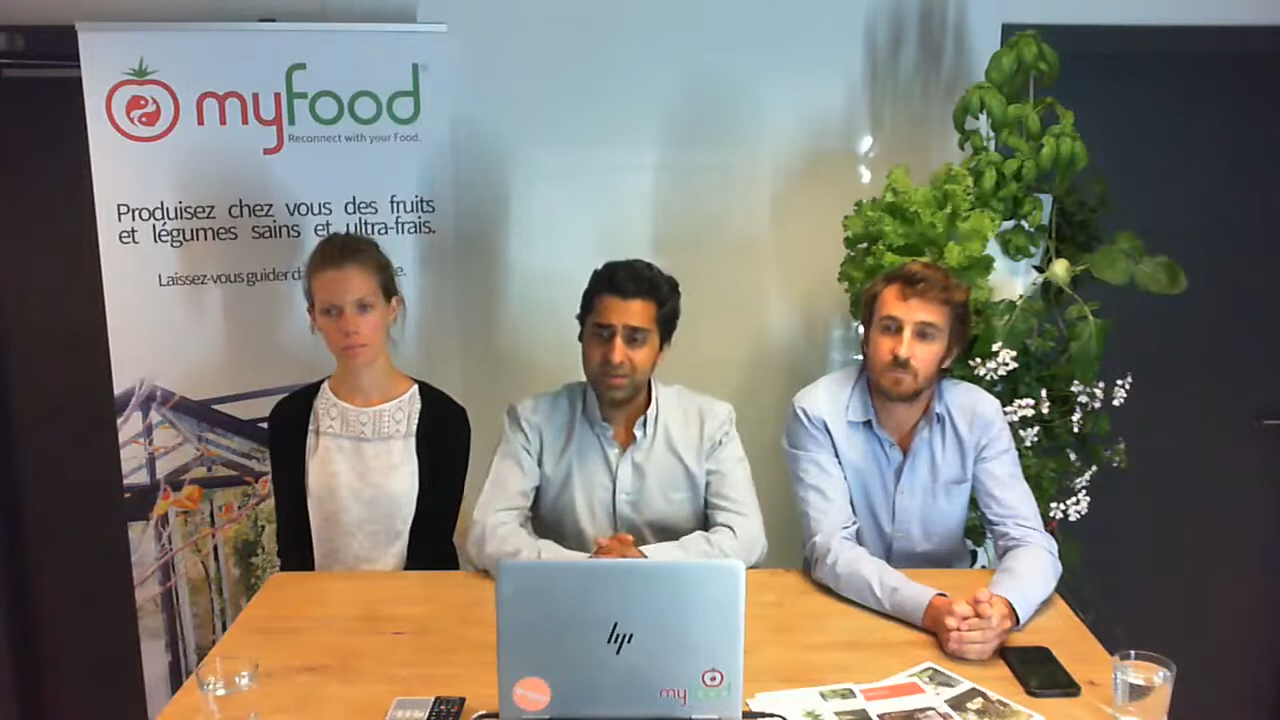 myfood
Reconnect with your Food.
Produisez chez vous des fruits
et légumes sains et ultra-frais.
Laissez-vous guider
hp
myfood